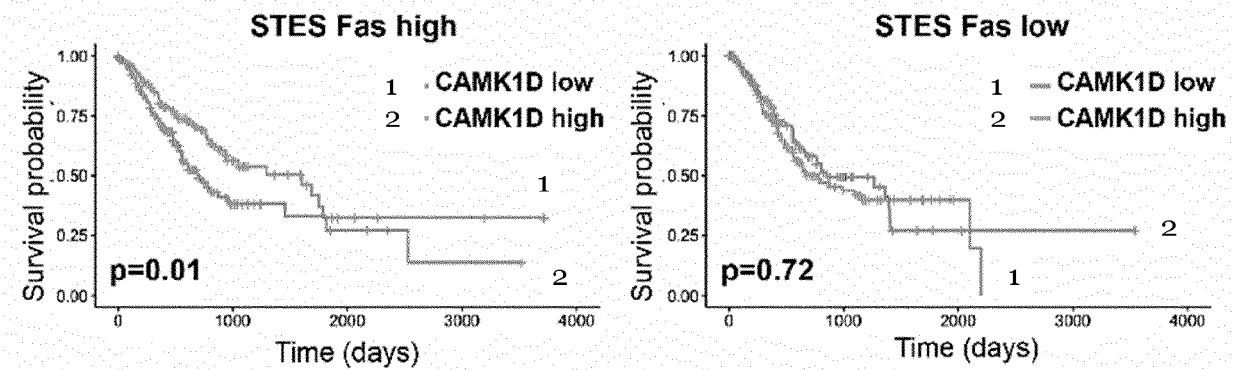 STES Fas high
Survival probability
1.00
0.75
0.50
0.25
0.00
1 CAMK1D low
2 CAMK1D high
1
2
p=0.01
0 1000 2000 3000 4000
Time (days)
STES Fas low
Survival probability
1.00
0.75
0.50
0.25
0.00
1 CAMK1D low
2 CAMK1D high
2
1
p=0.72
0 1000 2000 3000 4000
Time (days)